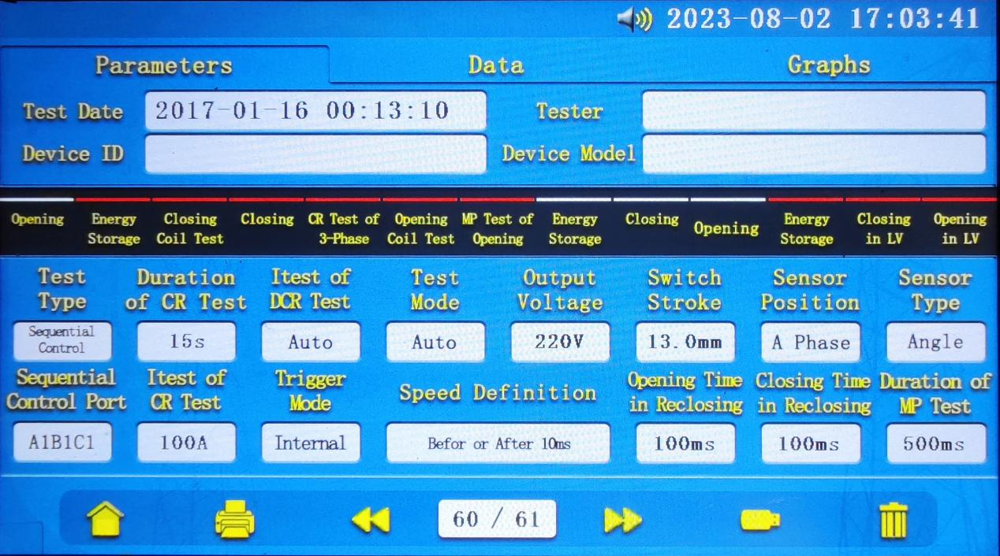 2023-08-02 17:03:41
Parameters Data Graphs
Test Date 2017-01-16 00:13:10 Tester
Device ID Device Model
Opening Energy Closing Closing CR Test of Opening MP Test of Energy Closing Opening Energy Closing Opening
Storage Coil Test 3-Phase Coil Test Opening Storage Storage in LV in LV
Test Duration Itest of Test Output Switch Sensor Sensor
Type of CR Test DCR Test Mode Voltage Stroke Position Type
Sequential
Control 15s Auto Auto 220V 13.0mm A Phase Angle
Sequential Itest of Trigger Speed Definition Opening Time Closing Time Duration of
Control Port CR Test Mode in Reclosing in Reclosing MP Test
A1B1C1 100A Internal Befor or After 10ms 100ms 100ms 500ms
60 / 61